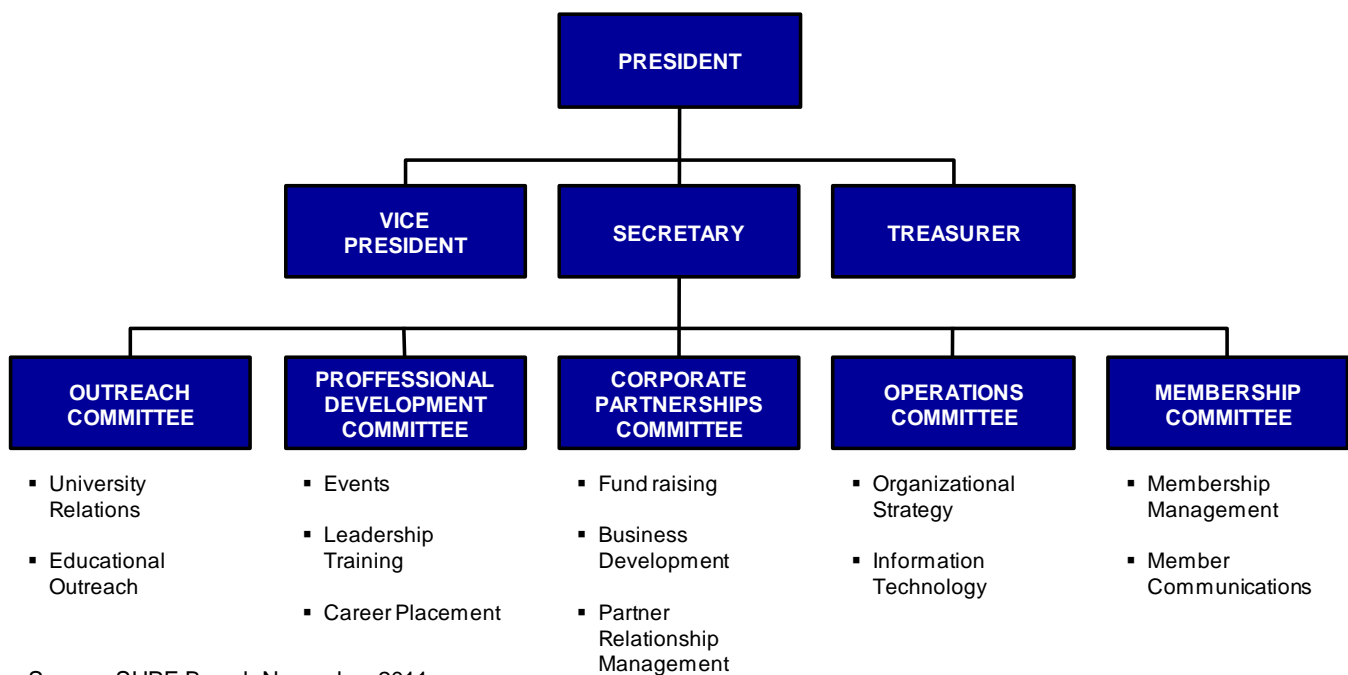 PRESIDENT
VICE
PRESIDENT
SECRETARY
TREASURER
OUTREACH
COMMITTEE
PROFFESSIONAL
DEVELOPMENT
COMMITTEE
CORPORATE
PARTNERSHIPS
COMMITTEE
OPERATIONS
COMMITTEE
MEMBERSHIP
COMMITTEE
▪ University
Relations
▪ Educational
Outreach
▪ Events
▪ Leadership
Training
▪ Career Placement
▪ Fund raising
▪ Business
Development
▪ Partner
Relationship
Management
▪ Organizational
Strategy
▪ Information
Technology
▪ Membership
Management
▪ Member
Communications